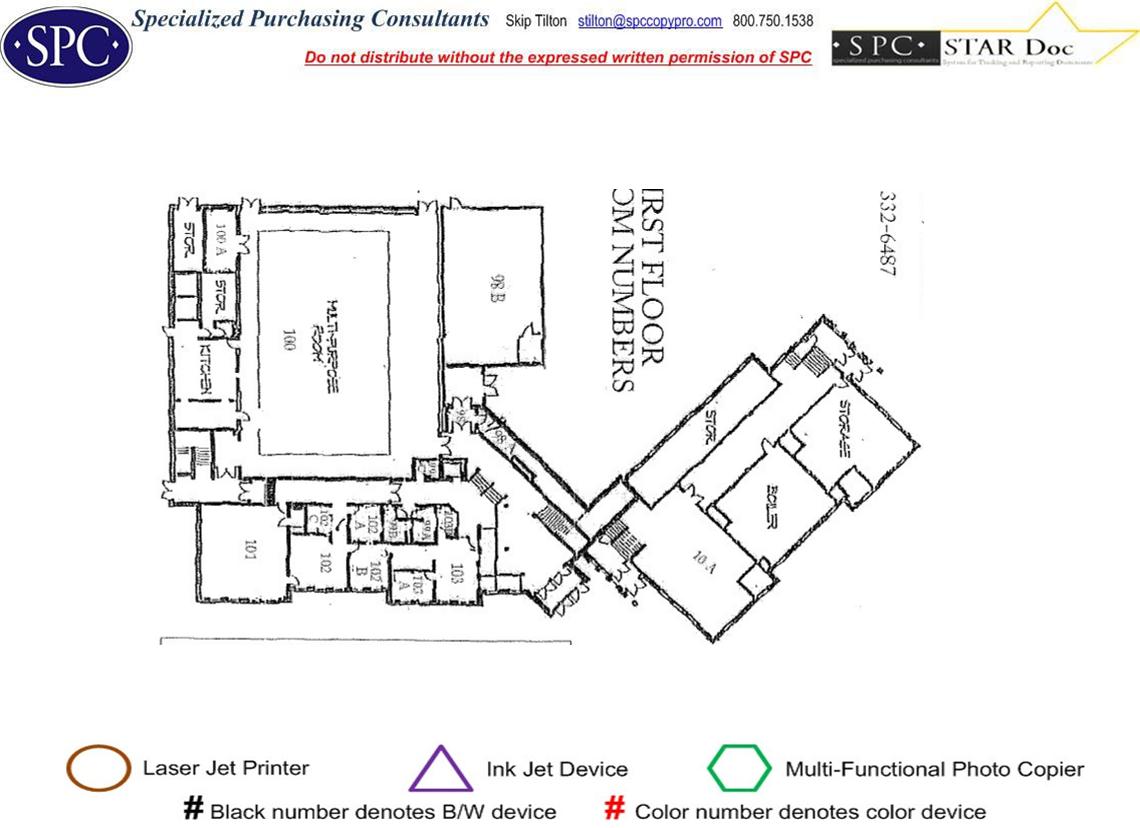 Specialized Purchasing Consultants Skip Tilton stilton@spccopypro.com 800.750.1538
·SPC·
Do not distribute without the expressed written permission of SPC
·SPC· STAR Doc
specialized purchasing consultants System for Tracking and Reporting Documents
332-6487
IRST FLOOR
OM NUMBERS
STOR.
100 A
STOR
KITCHEN
MULTI-PURPOSE
ROOM
100
98 B
98 A
STOR.
STORAGE
BOILER
10 A
101
102
C
102
102
A
102
B
99A
103
103
A
Laser Jet Printer
Ink Jet Device
Multi-Functional Photo Copier
# Black number denotes B/W device
# Color number denotes color device